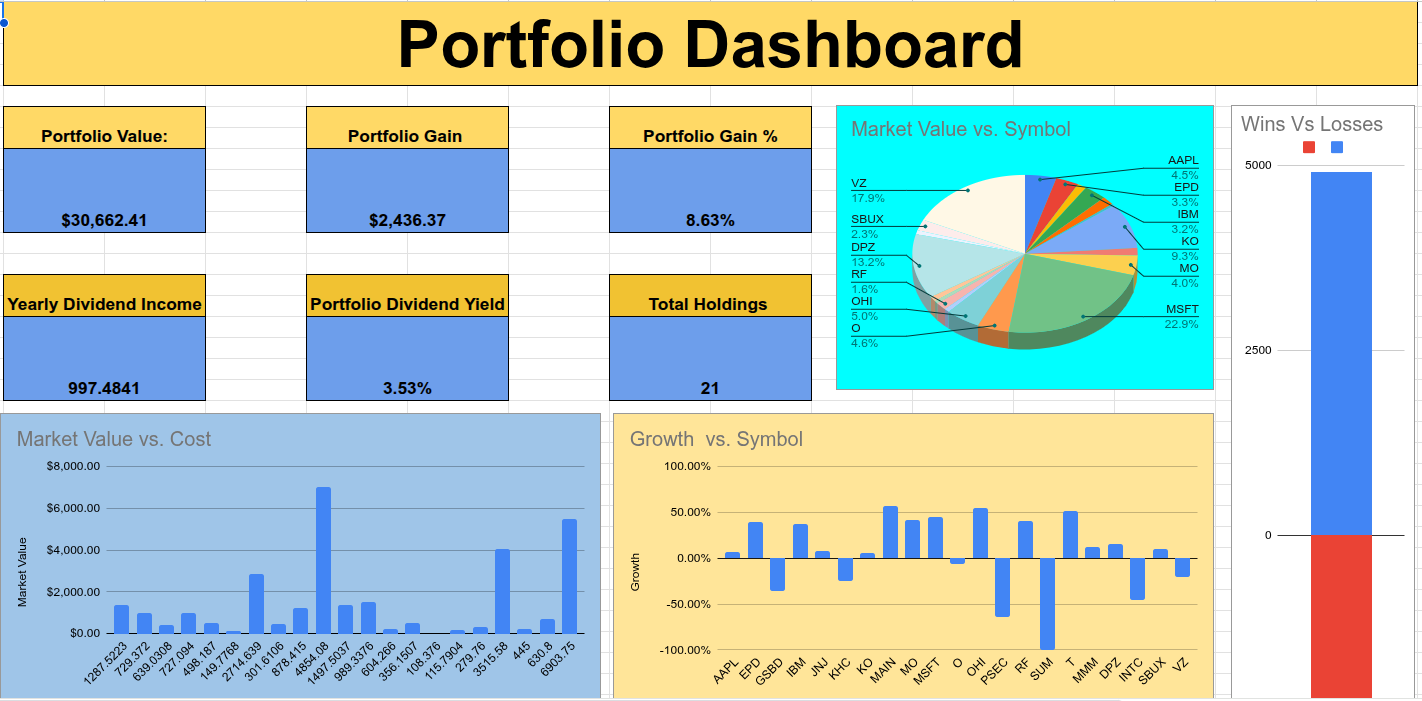 Portfolio Dashboard
Portfolio Value:
$30,662.41
Portfolio Gain
$2,436.37
Portfolio Gain %
8.63%
Yearly Dividend Income
997.4841
Portfolio Dividend Yield
3.53%
Total Holdings
21
Market Value vs. Symbol
VZ
17.9%
SBUX
2.3%
DPZ
13.2%
RF
1.6%
OHI
5.0%
O
4.6%
AAPL
4.5%
EPD
3.3%
IBM
3.2%
KO
9.3%
MO
4.0%
MSFT
22.9%
Wins Vs Losses
5000
2500
0
Market Value vs. Cost
Market Value
$8,000.00
$6,000.00
$4,000.00
$2,000.00
$0.00
1287.5223
729.372
639.0308
727.094
498.187
149.7768
2714.639
301.6106
878.415
4854.08
1497.5037
989.3376
604.266
356.1507
108.376
115.7904
279.76
3515.58
445
630.8
6903.75
Growth vs. Symbol
Growth
100.00%
50.00%
0.00%
-50.00%
-100.00%
AAPL
EPD
GSBD
IBM
JNJ
KHC
KO
MAIN
MO
MSFT
O
OHI
PSEC
RF
SUM
T
MMM
DPZ
INTC
SBUX
VZ